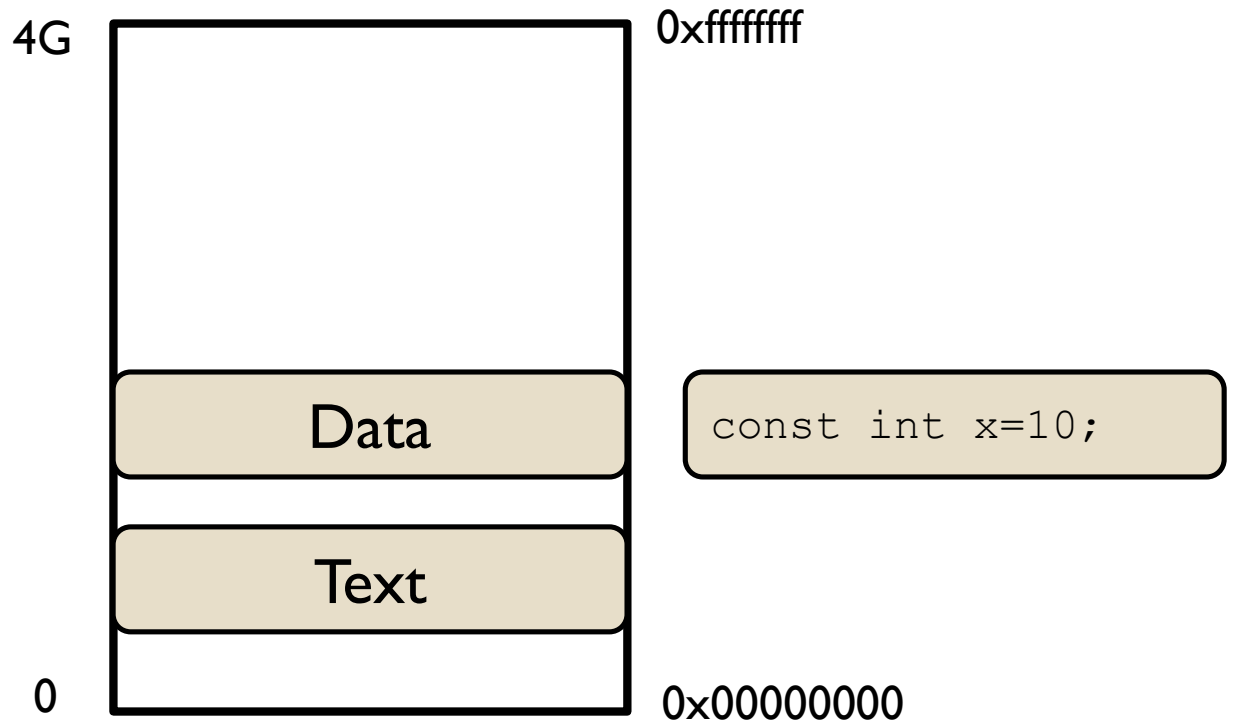 4G
0xffffffff
Data
const int x=10;
Text
0
0x00000000